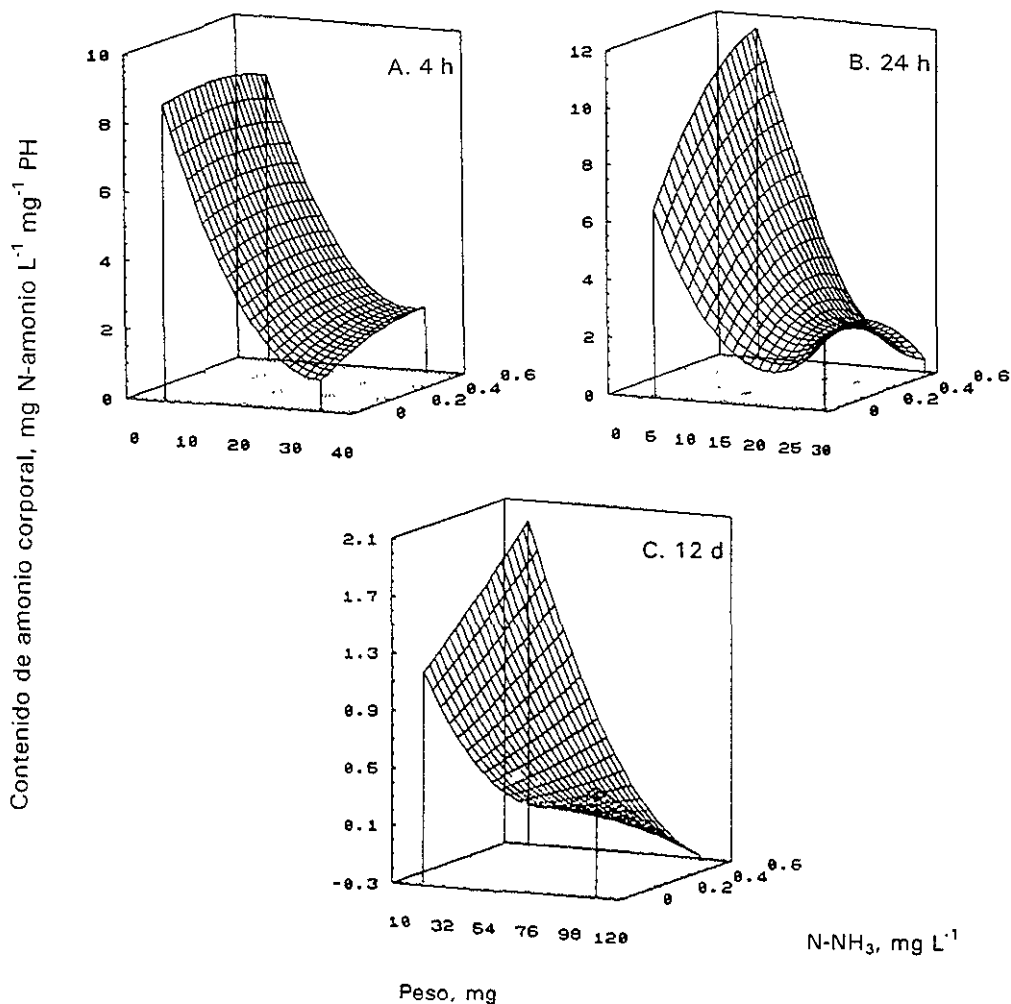 Contenido de amonio corporal, mg N-amonio L⁻¹ mg⁻¹ PH
A. 4 h
10
8
6
4
2
0
0 10 20 30 40
0 0.2 0.4 0.6
B. 24 h
12
10
8
6
4
2
0
0 5 10 15 20 25 30
0 0.2 0.4 0.6
C. 12 d
2.1
1.7
1.3
0.9
0.5
0.1
-0.3
10 32 54 76 98 120
0 0.2 0.4 0.6
N-NH₃, mg L⁻¹
Peso, mg